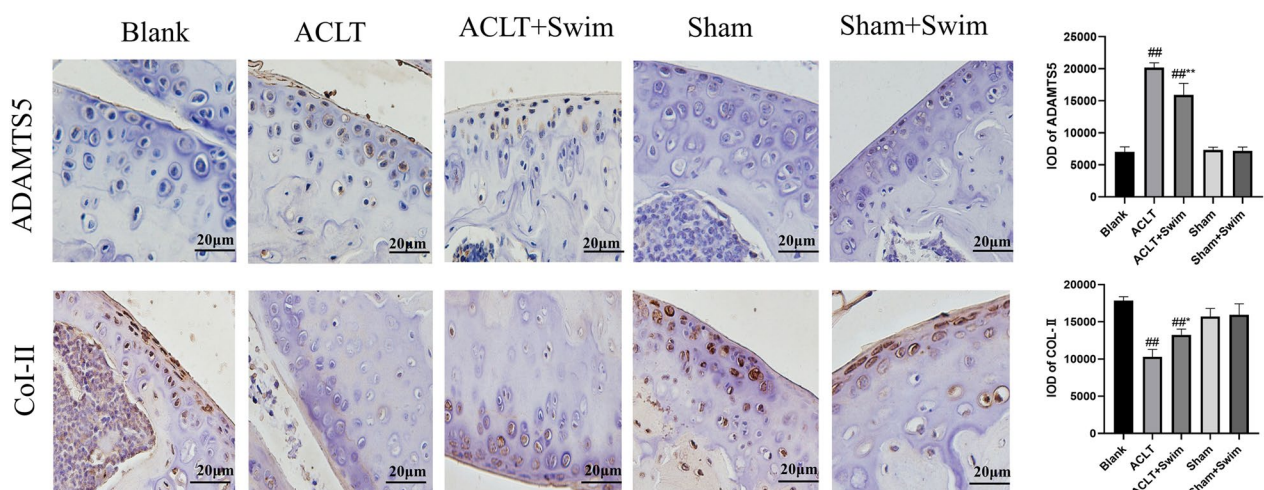 Blank
ACLT
ACLT+Swim
Sham
Sham+Swim
ADAMTS5
20μm
20μm
20μm
20μm
20μm
Col-II
20μm
20μm
20μm
20μm
20μm
IOD of ADAMTS5
25000
20000
15000
10000
5000
0
##
##**
Blank
ACLT
ACLT+Swim
Sham
Sham+Swim
IOD of COL-II
20000
15000
10000
5000
0
##
##*
Blank
ACLT
ACLT+Swim
Sham
Sham+Swim